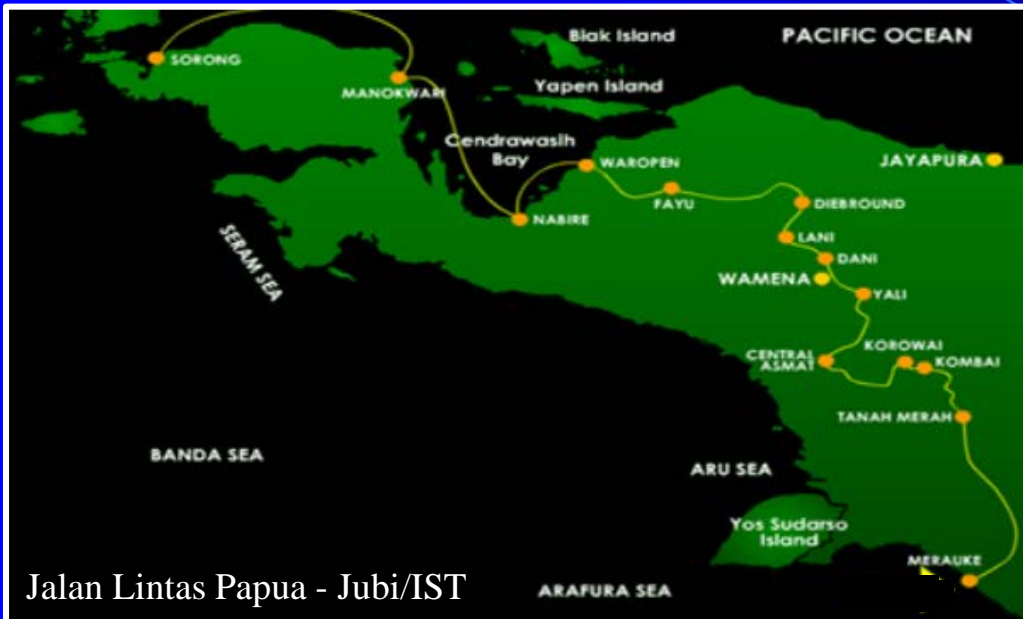 Biak Island
PACIFIC OCEAN
SORONG
Yapen Island
MANOKWARI
Cendrawasih
Bay
WAROPEN
JAYAPURA
FAYU
DIEBROUND
NABIRE
LANI
SERAM SEA
DANI
WAMENA
YALI
KOROWAI
CENTRAL
ASMAT
KOMBAI
TANAH MERAH
BANDA SEA
ARU SEA
Yos Sudarso
Island
MERAUKE
Jalan Lintas Papua - Jubi/IST
ARAFURA SEA